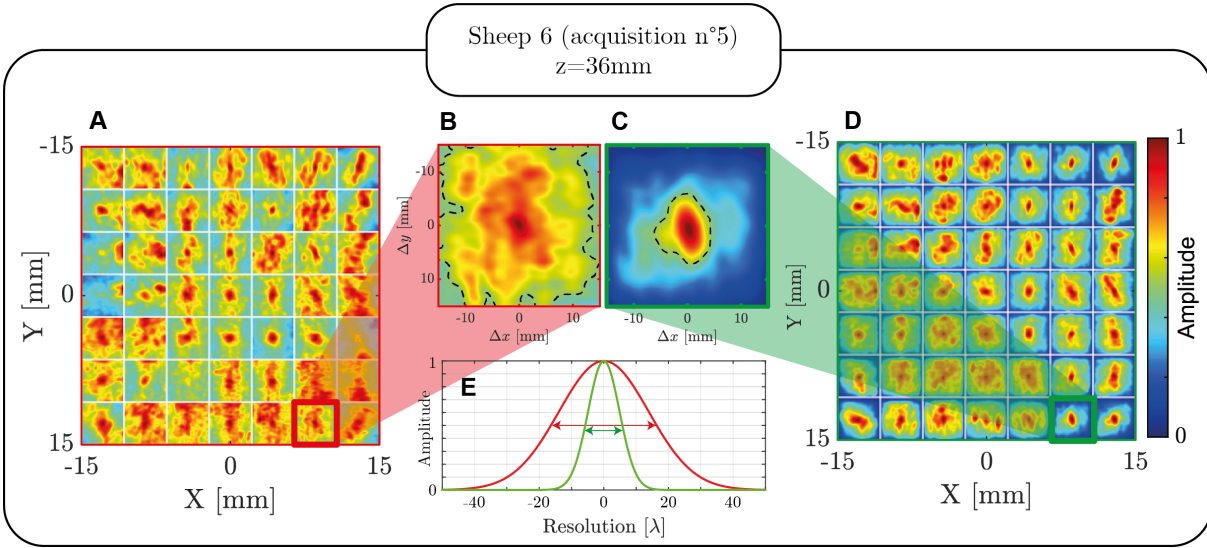 Sheep 6 (acquisition n°5)
z=36mm
A
B
C
D
-15
0
15
Y [mm]
-15
0
15
X [mm]
-10
0
10
Δy [mm]
-10
0
10
Δx [mm]
-10
0
10
Δx [mm]
-15
0
15
Y [mm]
-15
0
15
X [mm]
1
Amplitude
0
E
1
Amplitude
0
-40
-20
0
20
40
Resolution [λ]